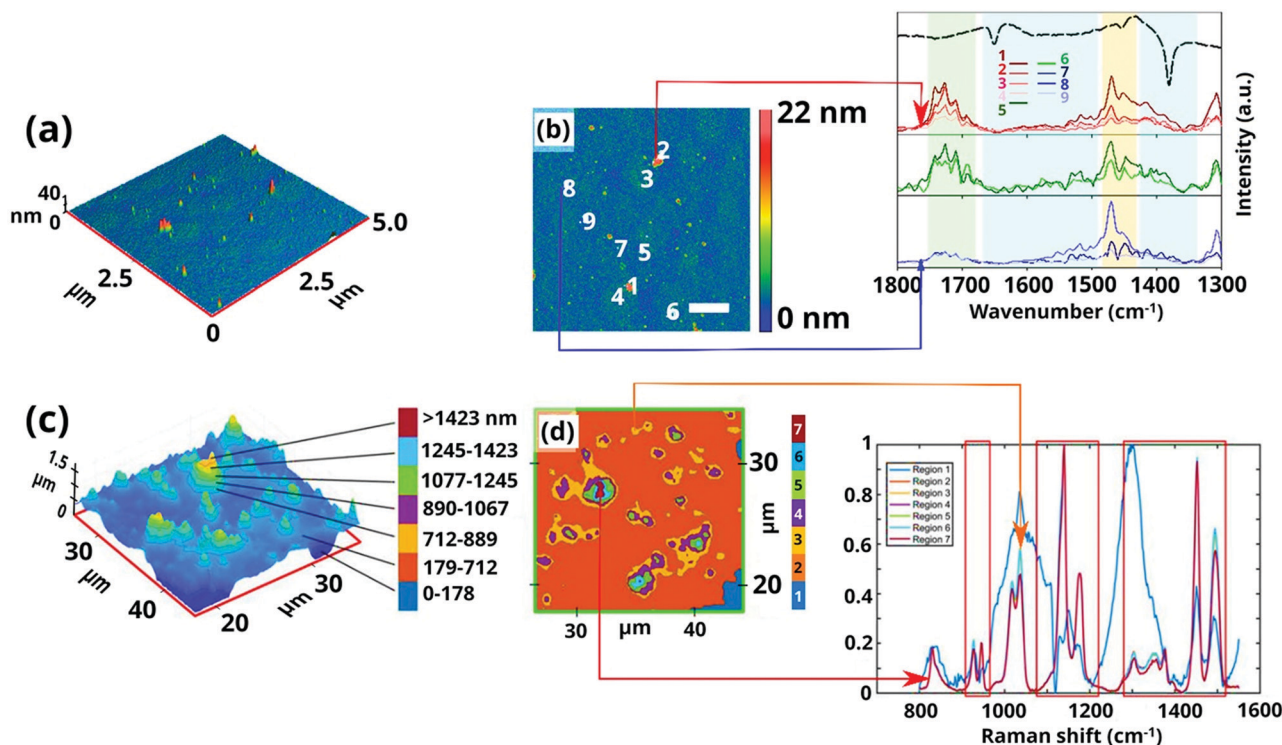 (a)
40
nm
0
2.5
μm
0
μm
2.5
5.0
(b)
2
3
8
9
7
5
1
4
6
22 nm
0 nm
1
2
3
4
5
6
7
8
9
Intensity (a.u.)
1800 1700 1600 1500 1400 1300
Wavenumber (cm⁻¹)
(c)
1.5
μm
0
30
μm
40
20
μm
30
>1423 nm
1245-1423
1077-1245
890-1067
712-889
179-712
0-178
(d)
30
μm
20
30 μm 40
7
6
5
4
3
2
1
1
0.8
0.6
0.4
0.2
0
Region 1
Region 2
Region 3
Region 4
Region 5
Region 6
Region 7
800 1000 1200 1400 1600
Raman shift (cm⁻¹)